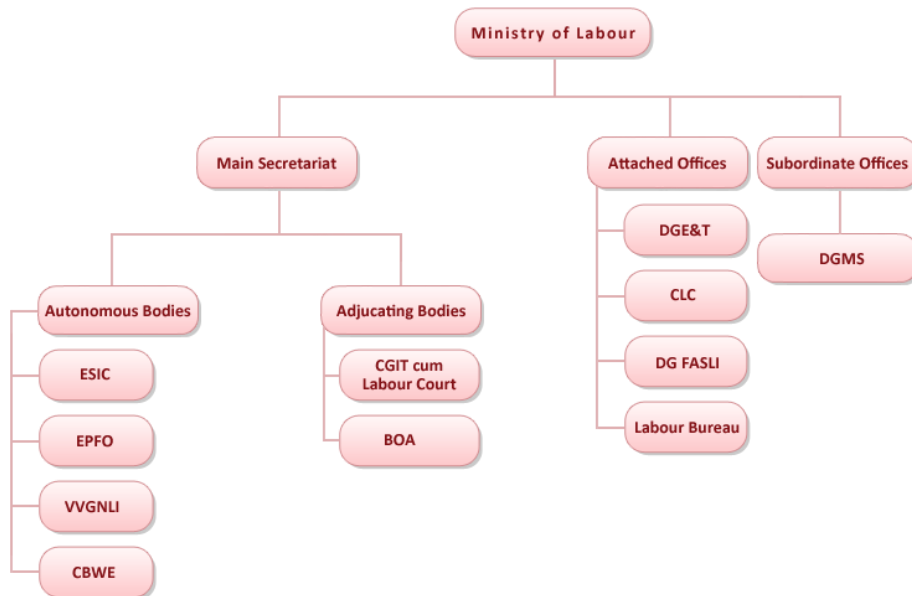 Ministry of Labour
Main Secretariat
Attached Offices
Subordinate Offices
DGE&T
DGMS
CLC
Autonomous Bodies
Adjucating Bodies
ESIC
CGIT cum
Labour Court
DG FASLI
EPFO
BOA
Labour Bureau
VVGNLI
CBWE